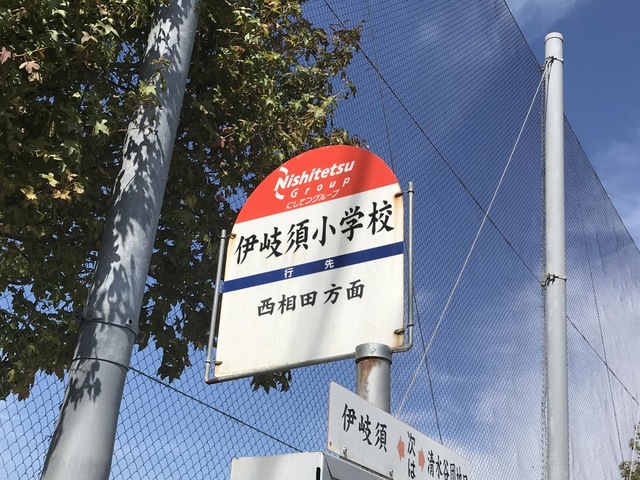 Nishitetsu
Group
にしてつグループ
伊岐須小学校
行先
西相田方面
伊岐須
次は
清水谷団地口